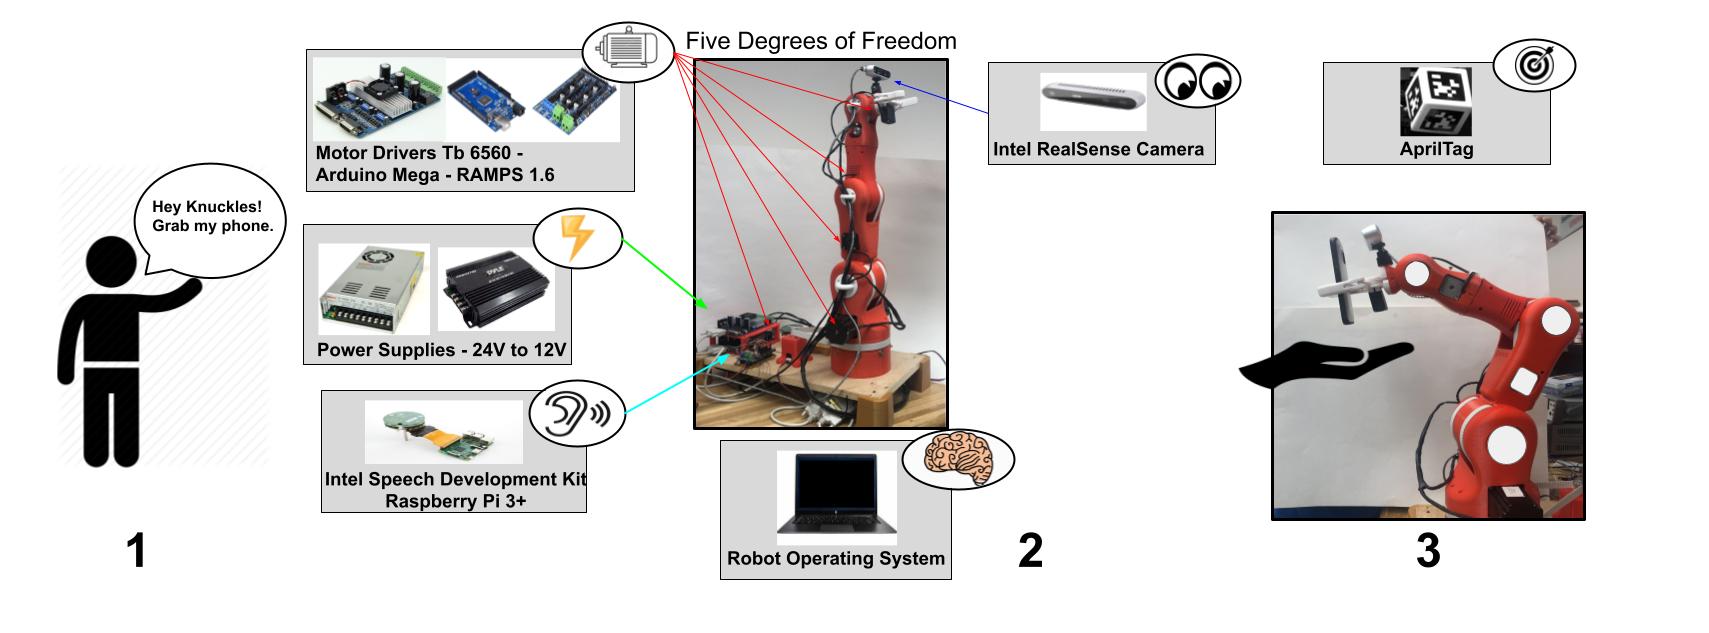 Five Degrees of Freedom
Motor Drivers Tb 6560 -
Arduino Mega - RAMPS 1.6
Intel RealSense Camera
AprilTag
Hey Knuckles!
Grab my phone.
PYLE
Power Supplies - 24V to 12V
Intel Speech Development Kit
Raspberry Pi 3+
Robot Operating System
1
2
3